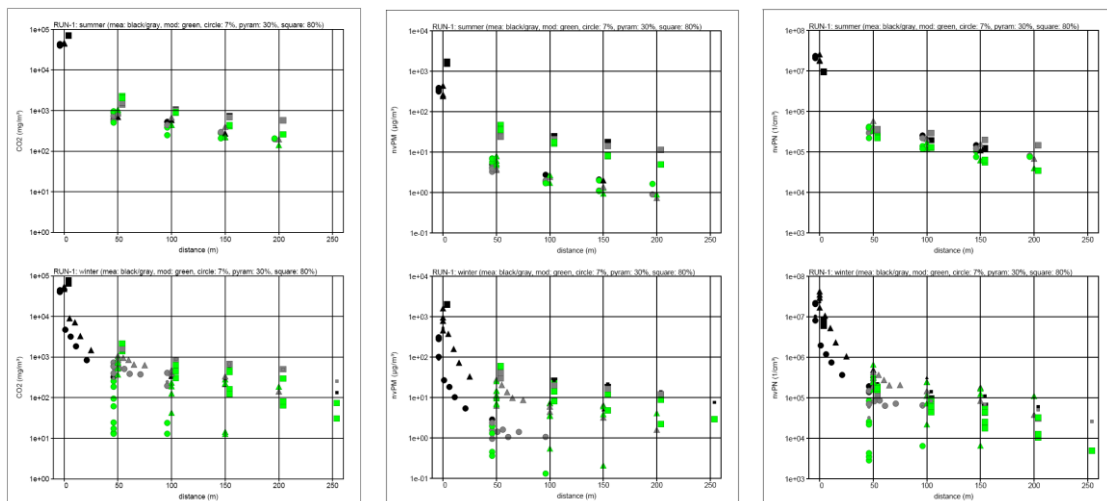 RUN-1: summer (mea: black/gray, mod: green, circle: 7%, pyram: 30%, square: 80%)
1e+05
1e+04
1e+03
1e+02
1e+01
1e+00
CO2 (mg/m³)
0 50 100 150 200 250
distance (m)
RUN-1: summer (mea: black/gray, mod: green, circle: 7%, pyram: 30%, square: 80%)
1e+04
1e+03
1e+02
1e+01
1e+00
1e-01
nvPM (µg/m³)
0 50 100 150 200 250
distance (m)
RUN-1: summer (mea: black/gray, mod: green, circle: 7%, pyram: 30%, square: 80%)
1e+08
1e+07
1e+06
1e+05
1e+04
1e+03
nvPN (1/cm³)
0 50 100 150 200 250
distance (m)
RUN-1: winter (mea: black/gray, mod: green, circle: 7%, pyram: 30%, square: 80%)
1e+05
1e+04
1e+03
1e+02
1e+01
1e+00
CO2 (mg/m³)
0 50 100 150 200 250
distance (m)
RUN-1: winter (mea: black/gray, mod: green, circle: 7%, pyram: 30%, square: 80%)
1e+04
1e+03
1e+02
1e+01
1e+00
1e-01
nvPM (µg/m³)
0 50 100 150 200 250
distance (m)
RUN-1: winter (mea: black/gray, mod: green, circle: 7%, pyram: 30%, square: 80%)
1e+08
1e+07
1e+06
1e+05
1e+04
1e+03
nvPN (1/cm³)
0 50 100 150 200 250
distance (m)